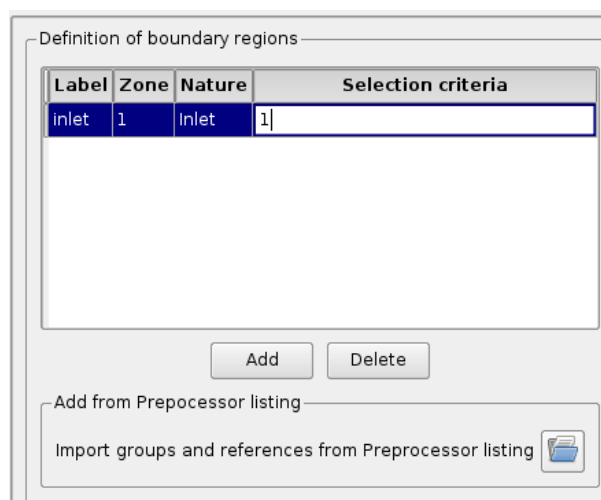 Definition of boundary regions
Label Zone Nature Selection criteria
inlet 1 Inlet 1
Add Delete
Add from Prepocessor listing
Import groups and references from Preprocessor listing